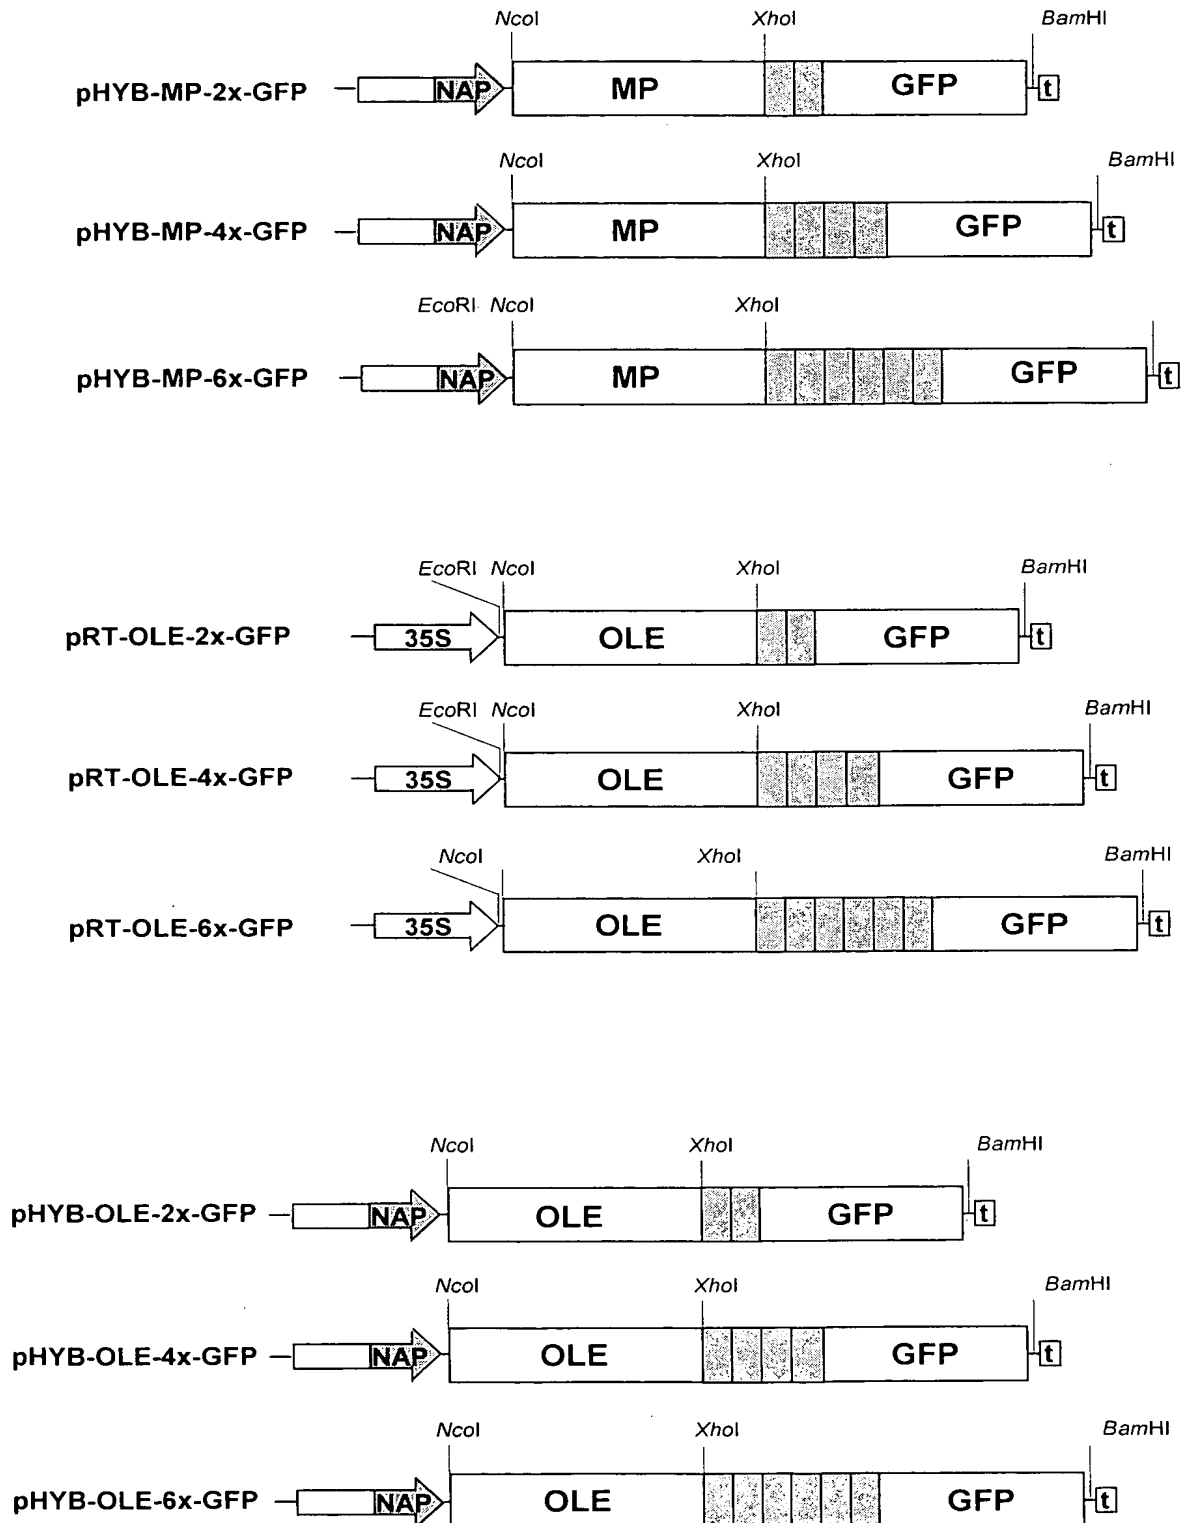 NcoI XhoI BamHI
pHYB-MP-2x-GFP NAP MP GFP t
NcoI XhoI BamHI
pHYB-MP-4x-GFP NAP MP GFP t
EcoRI NcoI XhoI
pHYB-MP-6x-GFP NAP MP GFP t
EcoRI NcoI XhoI BamHI
pRT-OLE-2x-GFP 35S OLE GFP t
EcoRI NcoI XhoI BamHI
pRT-OLE-4x-GFP 35S OLE GFP t
NcoI XhoI BamHI
pRT-OLE-6x-GFP 35S OLE GFP t
NcoI XhoI BamHI
pHYB-OLE-2x-GFP NAP OLE GFP t
NcoI XhoI BamHI
pHYB-OLE-4x-GFP NAP OLE GFP t
NcoI XhoI BamHI
pHYB-OLE-6x-GFP NAP OLE GFP t